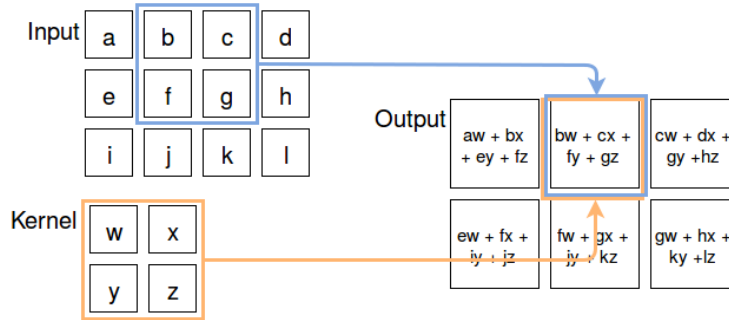 Input
a b c d
e f g h
i j k l
Kernel
w x
y z
Output
aw + bx
+ ey + fz
bw + cx +
fy + gz
cw + dx +
gy +hz
ew + fx +
iy + jz
fw + gx +
jy + kz
gw + hx +
ky +lz